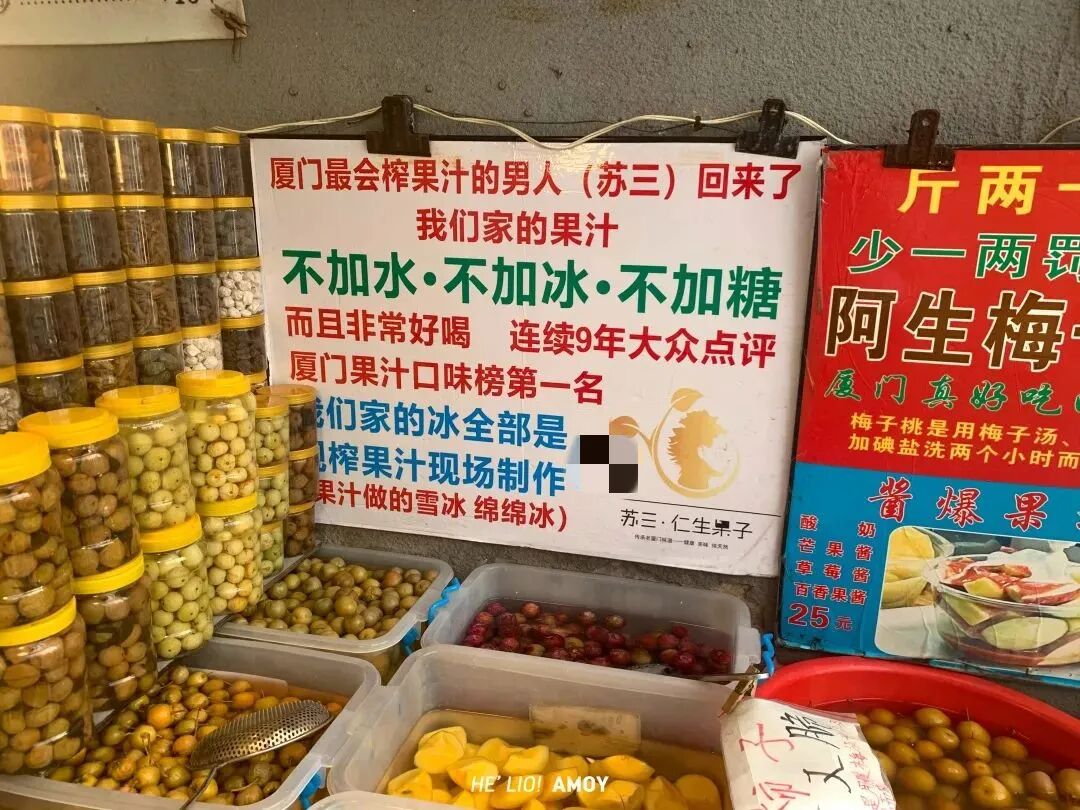 厦门最会榨果汁的男人（苏三）回来了
我们家的果汁
不加水·不加冰·不加糖
而且非常好喝 连续9年大众点评
厦门果汁口味榜第一名
我们家的冰全部是
现榨果汁现场制作
果汁做的雪冰 绵绵冰）
苏三·仁生果子
斤两一
少一两罚
阿生梅
厦门真好吃
梅子桃是用梅子汤、
加碘盐洗两个小时而
酱爆果
酸 奶
芒果酱
草莓酱
百香果酱
25元
又脆
HE' LIO! AMOY